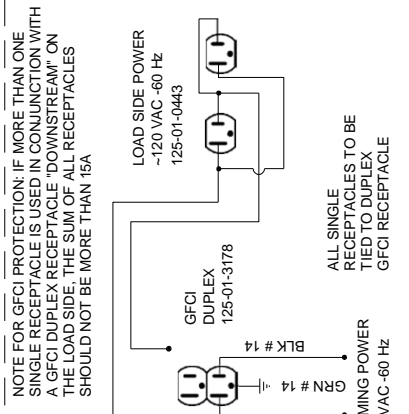 NOTE FOR GFCI PROTECTION: IF MORE THAN ONE
SINGLE RECEPTACLE IS USED IN CONJUNCTION WITH
A GFCI DUPLEX RECEPTACLE "DOWNSTREAM" ON
THE LOAD SIDE, THE SUM OF ALL RECEPTACLES
SHOULD NOT BE MORE THAN 15A
LOAD SIDE POWER
~120 VAC -60 Hz
125-01-0443
GFCI
DUPLEX
125-01-3178
ALL SINGLE
RECEPTACLES TO BE
TIED TO DUPLEX
GFCI RECEPTACLE
BLK # 14
GRN # 14
MING POWER
VAC -60 Hz